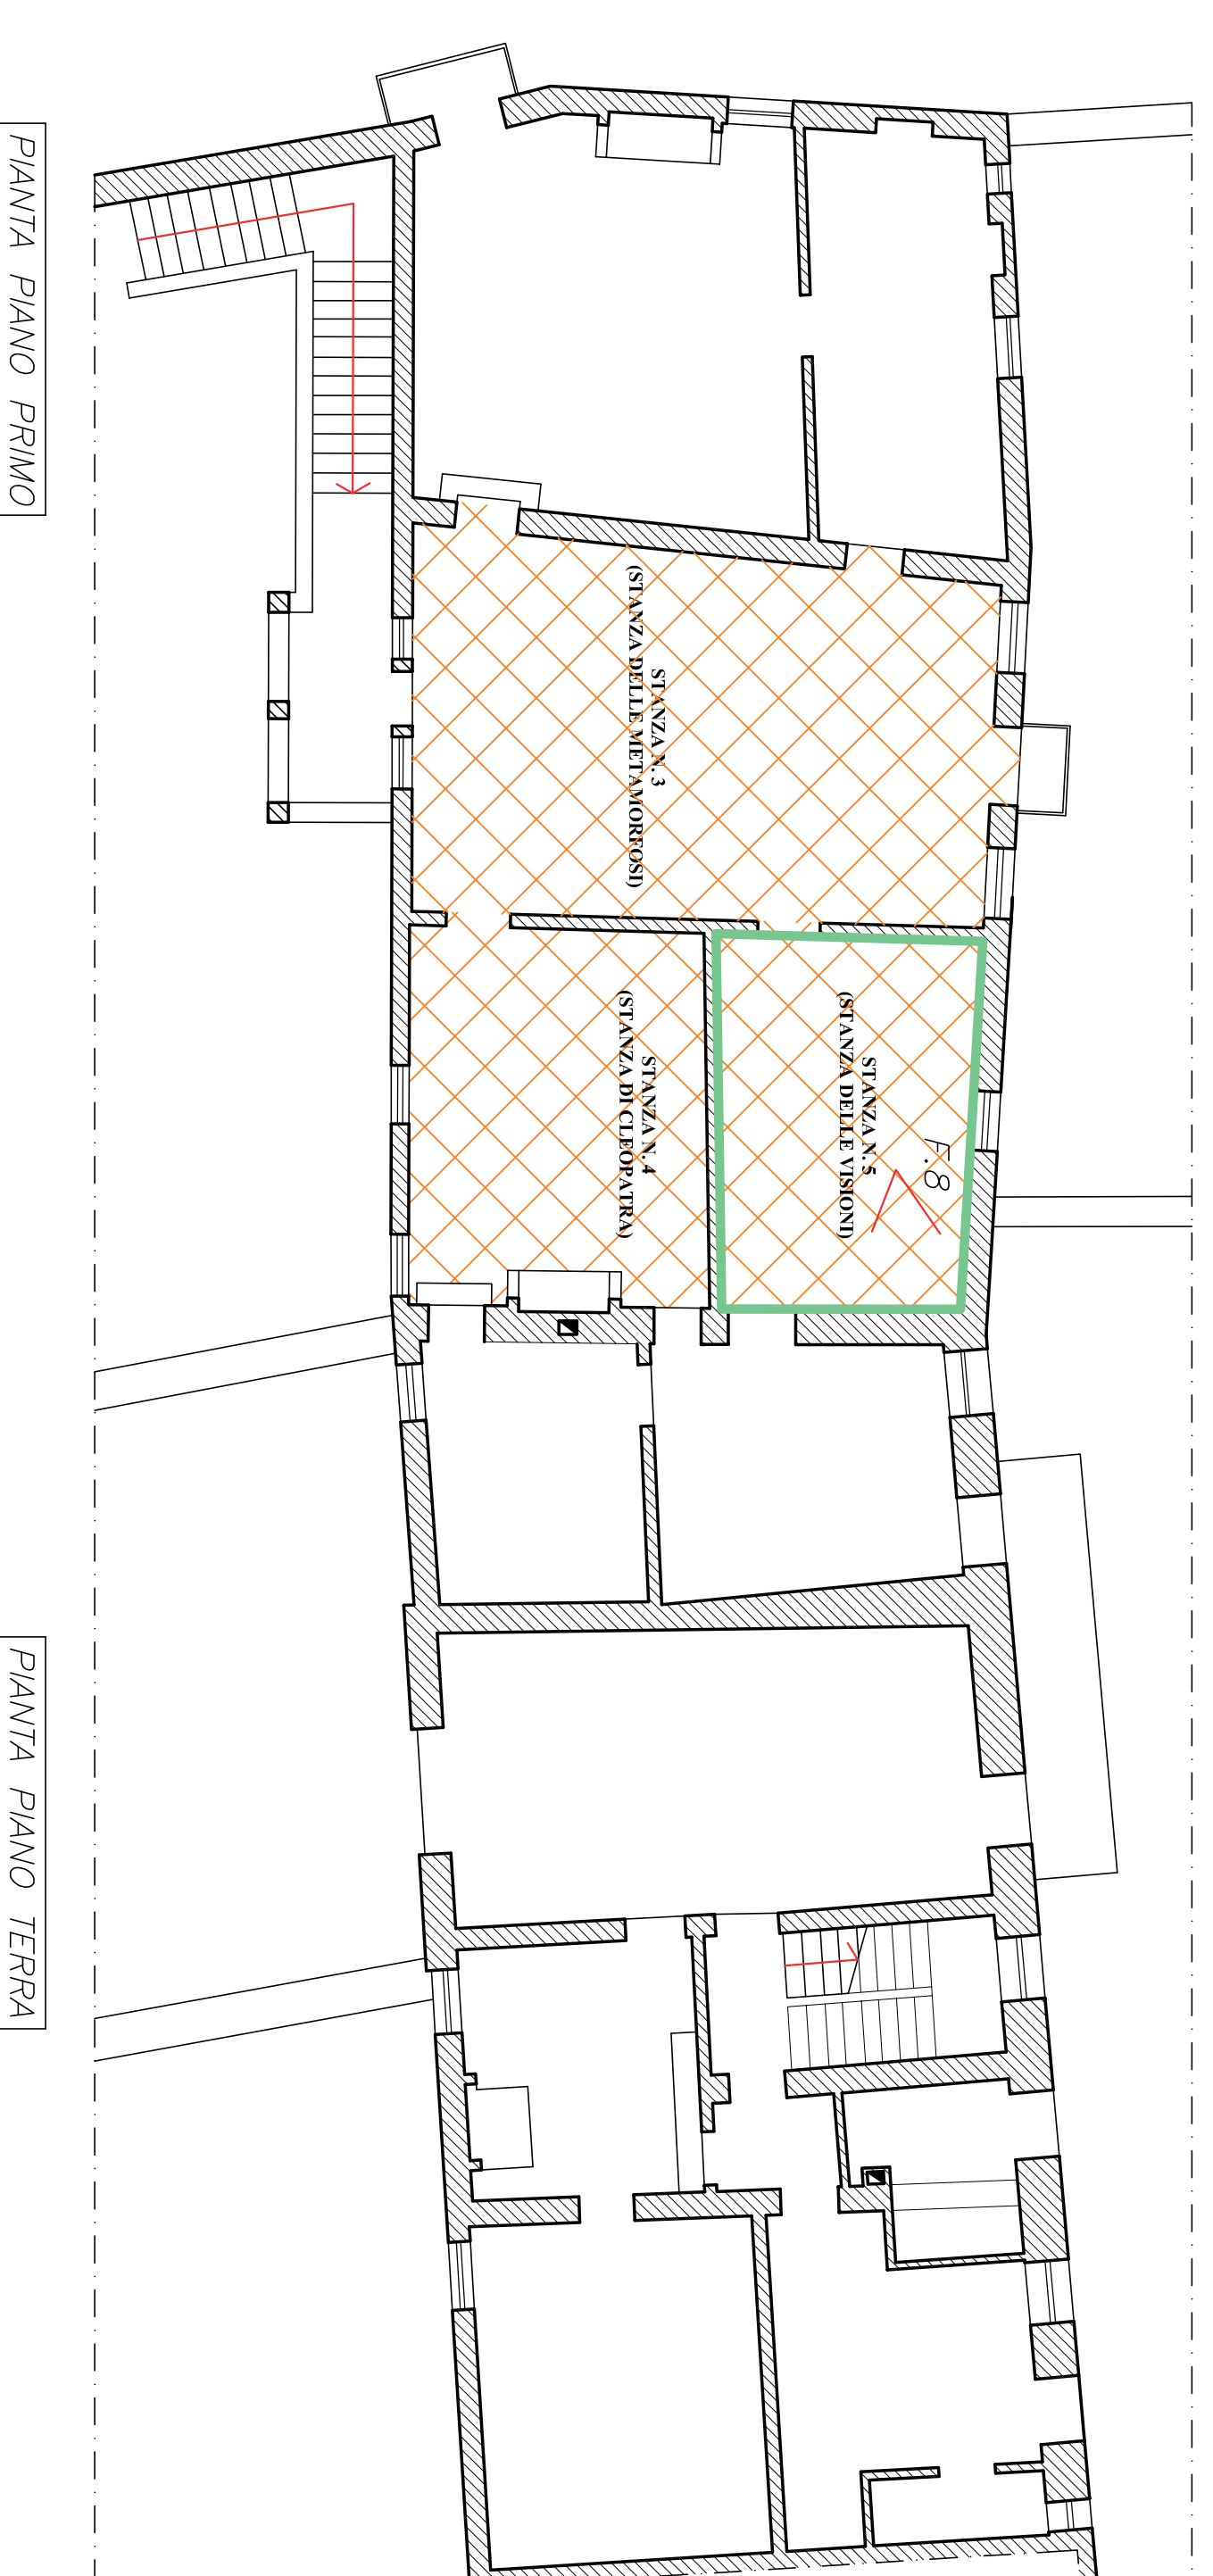 STANZA N. 3
(STANZA DELLE METAMORFOSI)
STANZA N. 5
(STANZA DELLE VISIONI)
F.8
STANZA N. 4
(STANZA DI CLEOPATRA)
PIANTA PIANO PRIMO
PIANTA PIANO TERRA